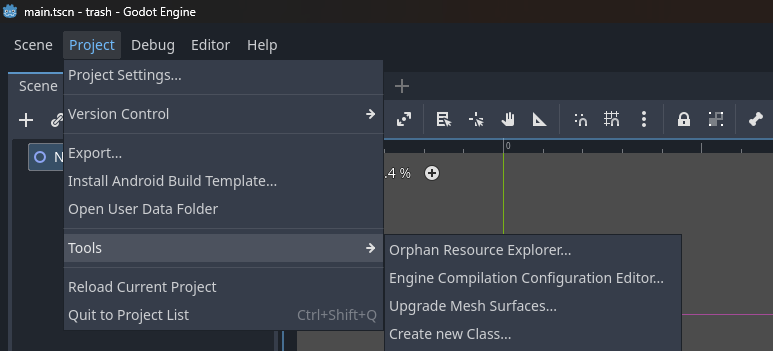 main.tscn - trash - Godot Engine
Scene Project Debug Editor Help
Scene
Project Settings...
Version Control
Export...
Install Android Build Template...
Open User Data Folder
Tools
Reload Current Project
Quit to Project List Ctrl+Shift+Q
N
0
.4 %
Orphan Resource Explorer...
Engine Compilation Configuration Editor...
Upgrade Mesh Surfaces...
Create new Class...